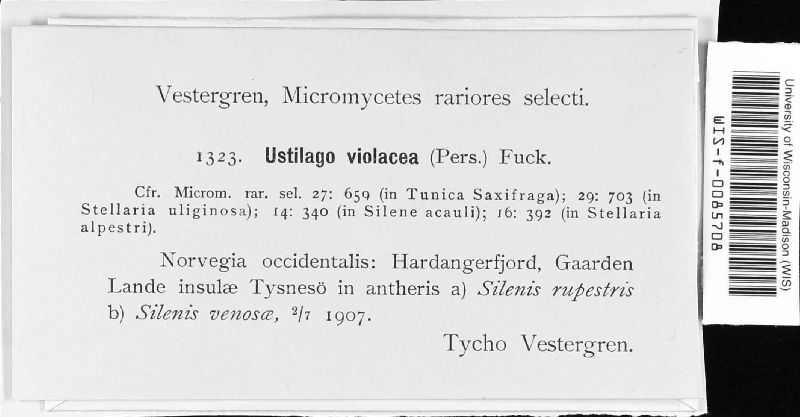 Vestergren, Micromycetes rariores selecti.
1323. Ustilago violacea (Pers.) Fuck.
Cfr. Microm. rar. sel. 27: 659 (in Tunica Saxifraga); 29: 703 (in
Stellaria uliginosa); 14: 340 (in Silene acauli); 16: 392 (in Stellaria
alpestri).
Norvegia occidentalis: Hardangerfjord, Gaarden
Lande insulæ Tysnesö in antheris a) Silenis rupestris
b) Silenis venosæ, 2/7 1907.
Tycho Vestergren.
University of Wisconsin-Madison (WIS)
WIS-f-0085708